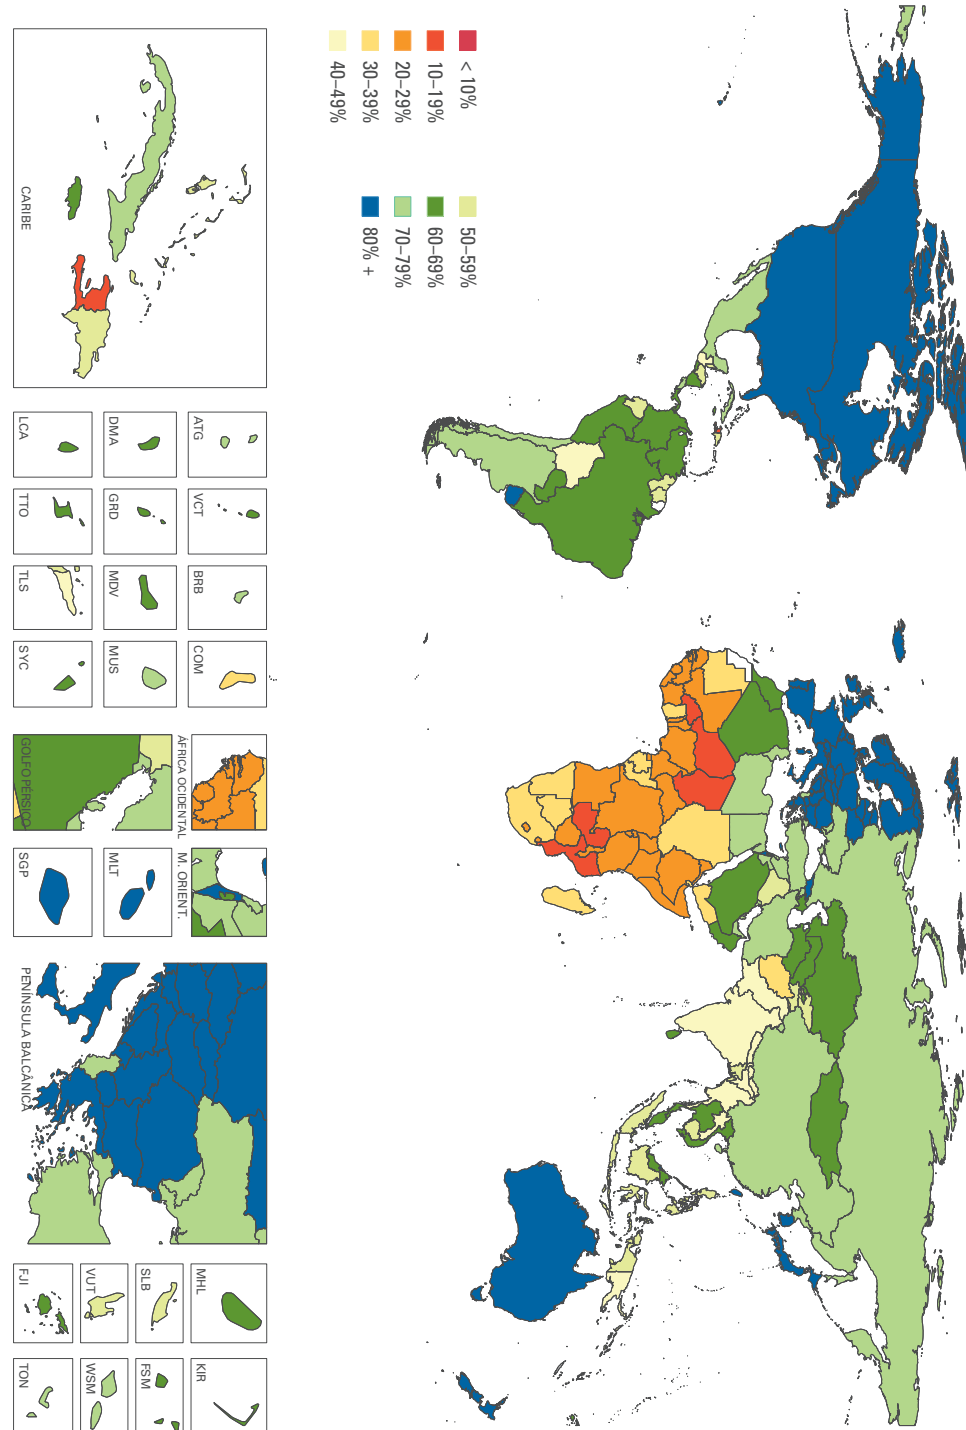 < 10%
10–19%
20–29%
30–39%
40–49%
50–59%
60–69%
70–79%
80% +
CARIBE
ATG
DMA
LCA
VCT
GRD
TTO
BRB
MDV
TLS
COM
MUS
SYC
ÁFRICA OCIDENTAL
GOLFO PÉRSICO
M. ORIENT.
MLT
SGP
PENÍNSULA BALCÂNICA
MHL
SLB
VUT
FJI
KIR
FSM
WSM
TON